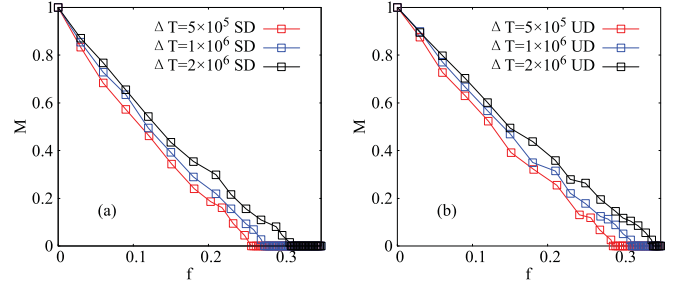 Δ T=5×10⁵ SD
Δ T=1×10⁶ SD
Δ T=2×10⁶ SD
M
1
0.8
0.6
0.4
0.2
0
(a)
0 0.1 0.2 0.3
f
Δ T=5×10⁵ UD
Δ T=1×10⁶ UD
Δ T=2×10⁶ UD
M
1
0.8
0.6
0.4
0.2
0
(b)
0 0.1 0.2 0.3
f